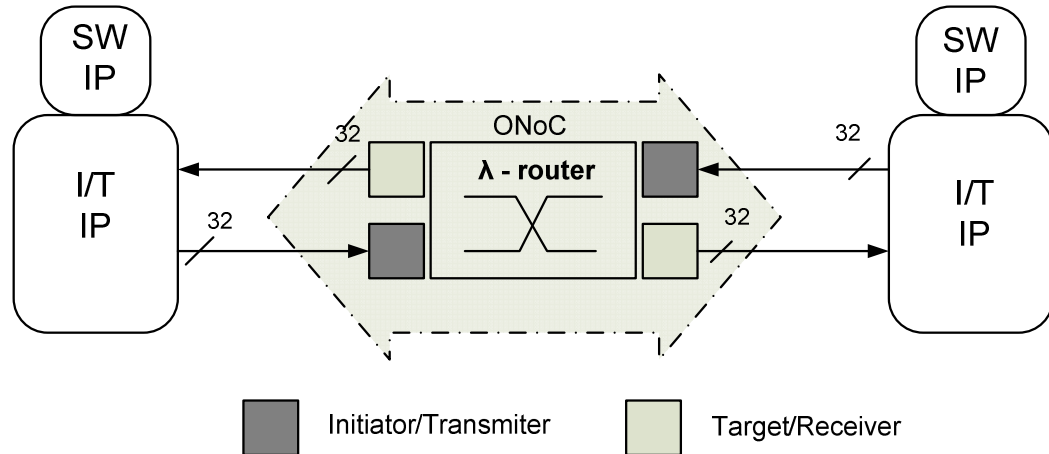 SW
IP
SW
IP
ONoC
32
32
λ - router
I/T
IP
I/T
IP
32
32
Initiator/Transmiter
Target/Receiver